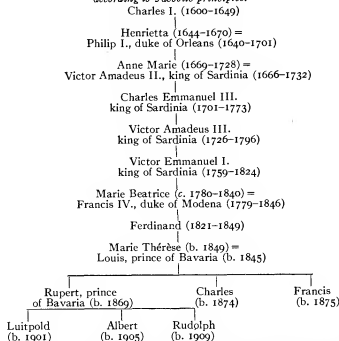 according to Jacobite principles.
Charles I. (1600–1649)
Henrietta (1644–1670) =
Philip I., duke of Orleans (1640–1701)
Anne Marie (1669–1728) =
Victor Amadeus II., king of Sardinia (1666–1732)
Charles Emmanuel III.
king of Sardinia (1701–1773)
Victor Amadeus III.
king of Sardinia (1726–1796)
Victor Emmanuel I.
king of Sardinia (1759–1824)
Marie Beatrice (c. 1780–1840) =
Francis IV., duke of Modena (1779–1846)
Ferdinand (1821–1849)
Marie Thérèse (b. 1849) =
Louis, prince of Bavaria (b. 1845)
Rupert, prince Charles Francis
of Bavaria (b. 1869) (b. 1874) (b. 1875)
Luitpold Albert Rudolph
(b. 1901) (b. 1905) (b. 1909)